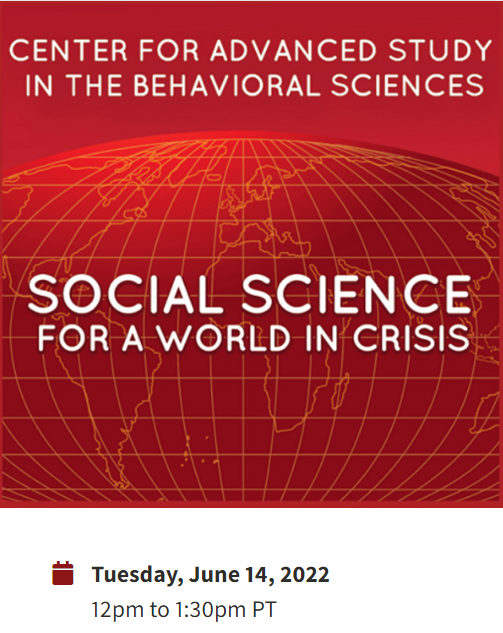 CENTER FOR ADVANCED STUDY
IN THE BEHAVIORAL SCIENCES
SOCIAL SCIENCE
FOR A WORLD IN CRISIS
Tuesday, June 14, 2022
12pm to 1:30pm PT